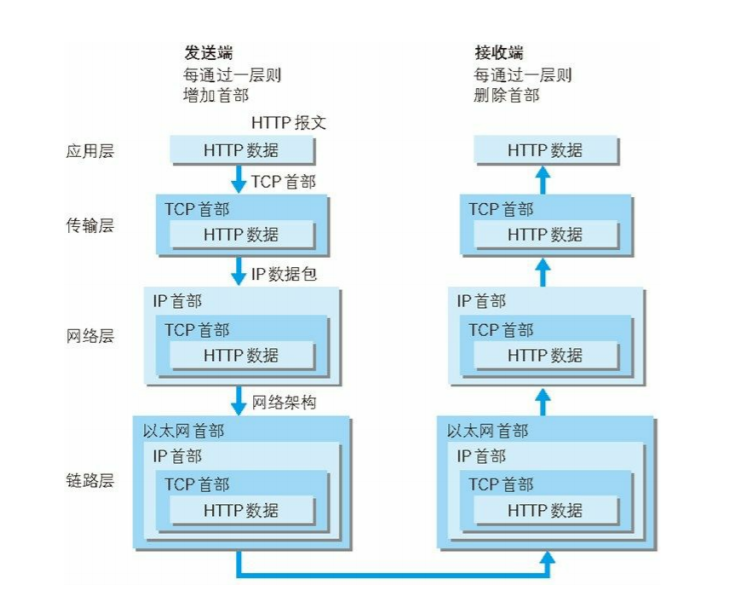 发送端
每通过一层则
增加首部
接收端
每通过一层则
删除首部
HTTP 报文
应用层
HTTP 数据
HTTP 数据
TCP 首部
传输层
TCP 首部
HTTP 数据
TCP 首部
HTTP 数据
IP 数据包
网络层
IP 首部
TCP 首部
HTTP 数据
IP 首部
TCP 首部
HTTP 数据
网络架构
链路层
以太网首部
IP 首部
TCP 首部
HTTP 数据
以太网首部
IP 首部
TCP 首部
HTTP 数据